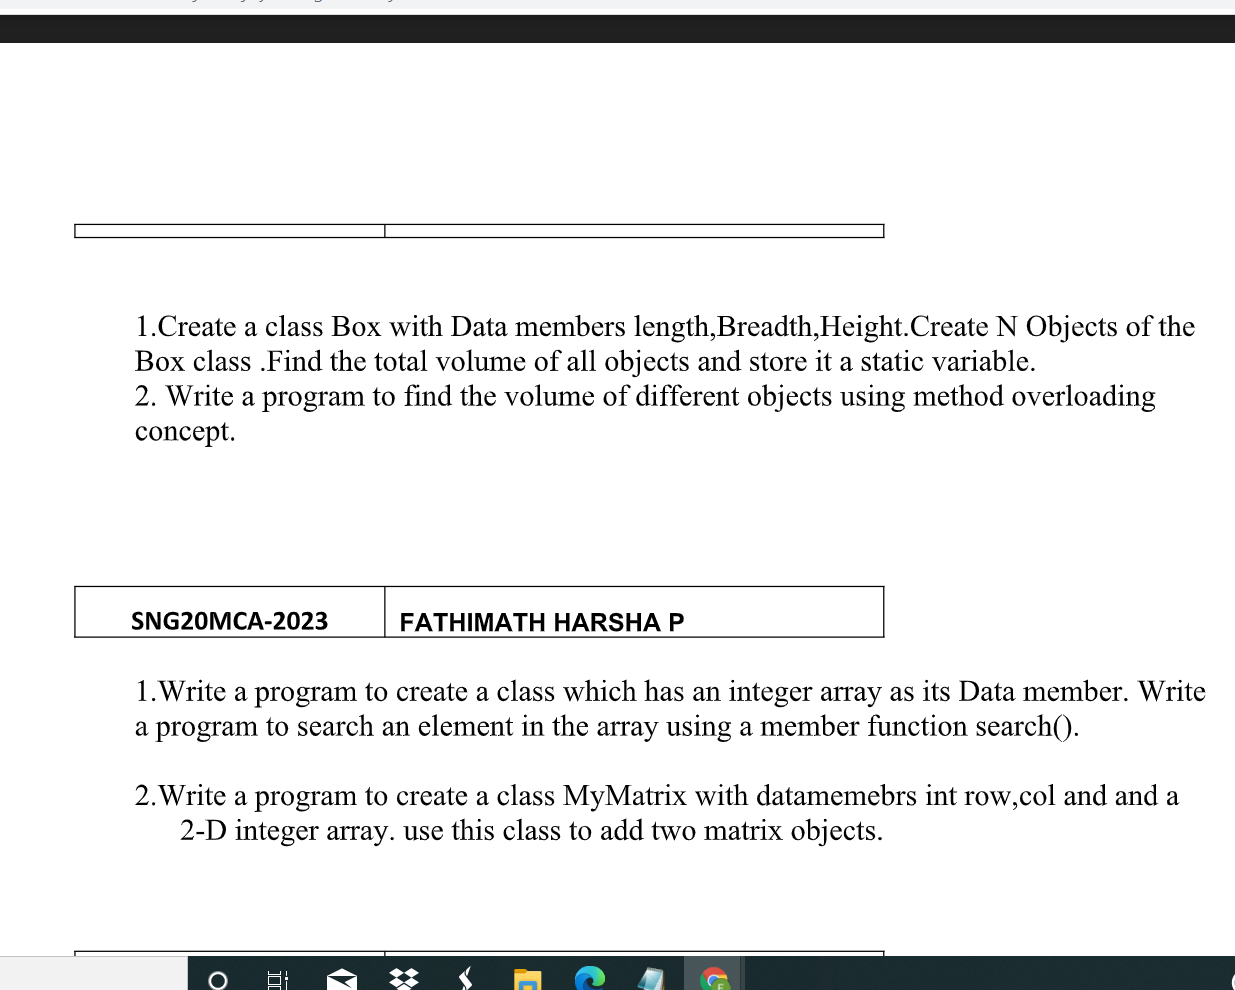 1.Create a class Box with Data members length,Breadth,Height.Create N Objects of the
Box class .Find the total volume of all objects and store it a static variable.
2. Write a program to find the volume of different objects using method overloading
concept.
SNG20MCA-2023 FATHIMATH HARSHA P
1.Write a program to create a class which has an integer array as its Data member. Write
a program to search an element in the array using a member function search().
2.Write a program to create a class MyMatrix with datamemebrs int row,col and and a
2-D integer array. use this class to add two matrix objects.